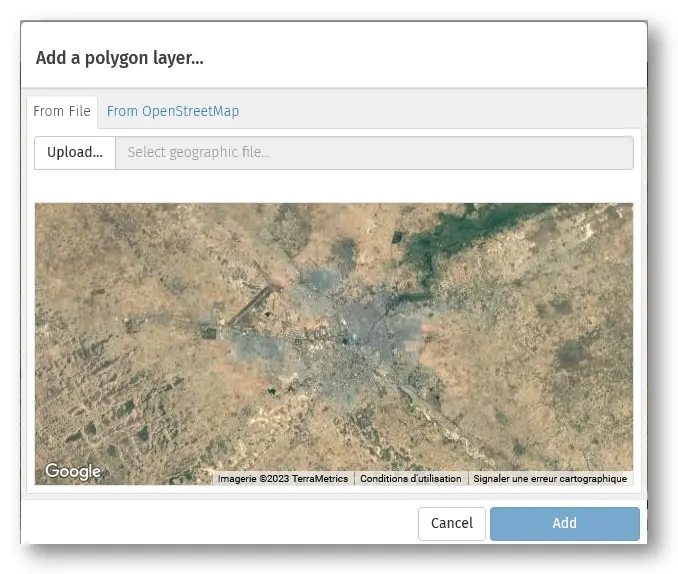 Add a polygon layer...
From File From OpenStreetMap
Upload... Select geographic file...
Google Imagerie ©2023 TerraMetrics Conditions d'utilisation Signaler une erreur cartographique
Cancel Add